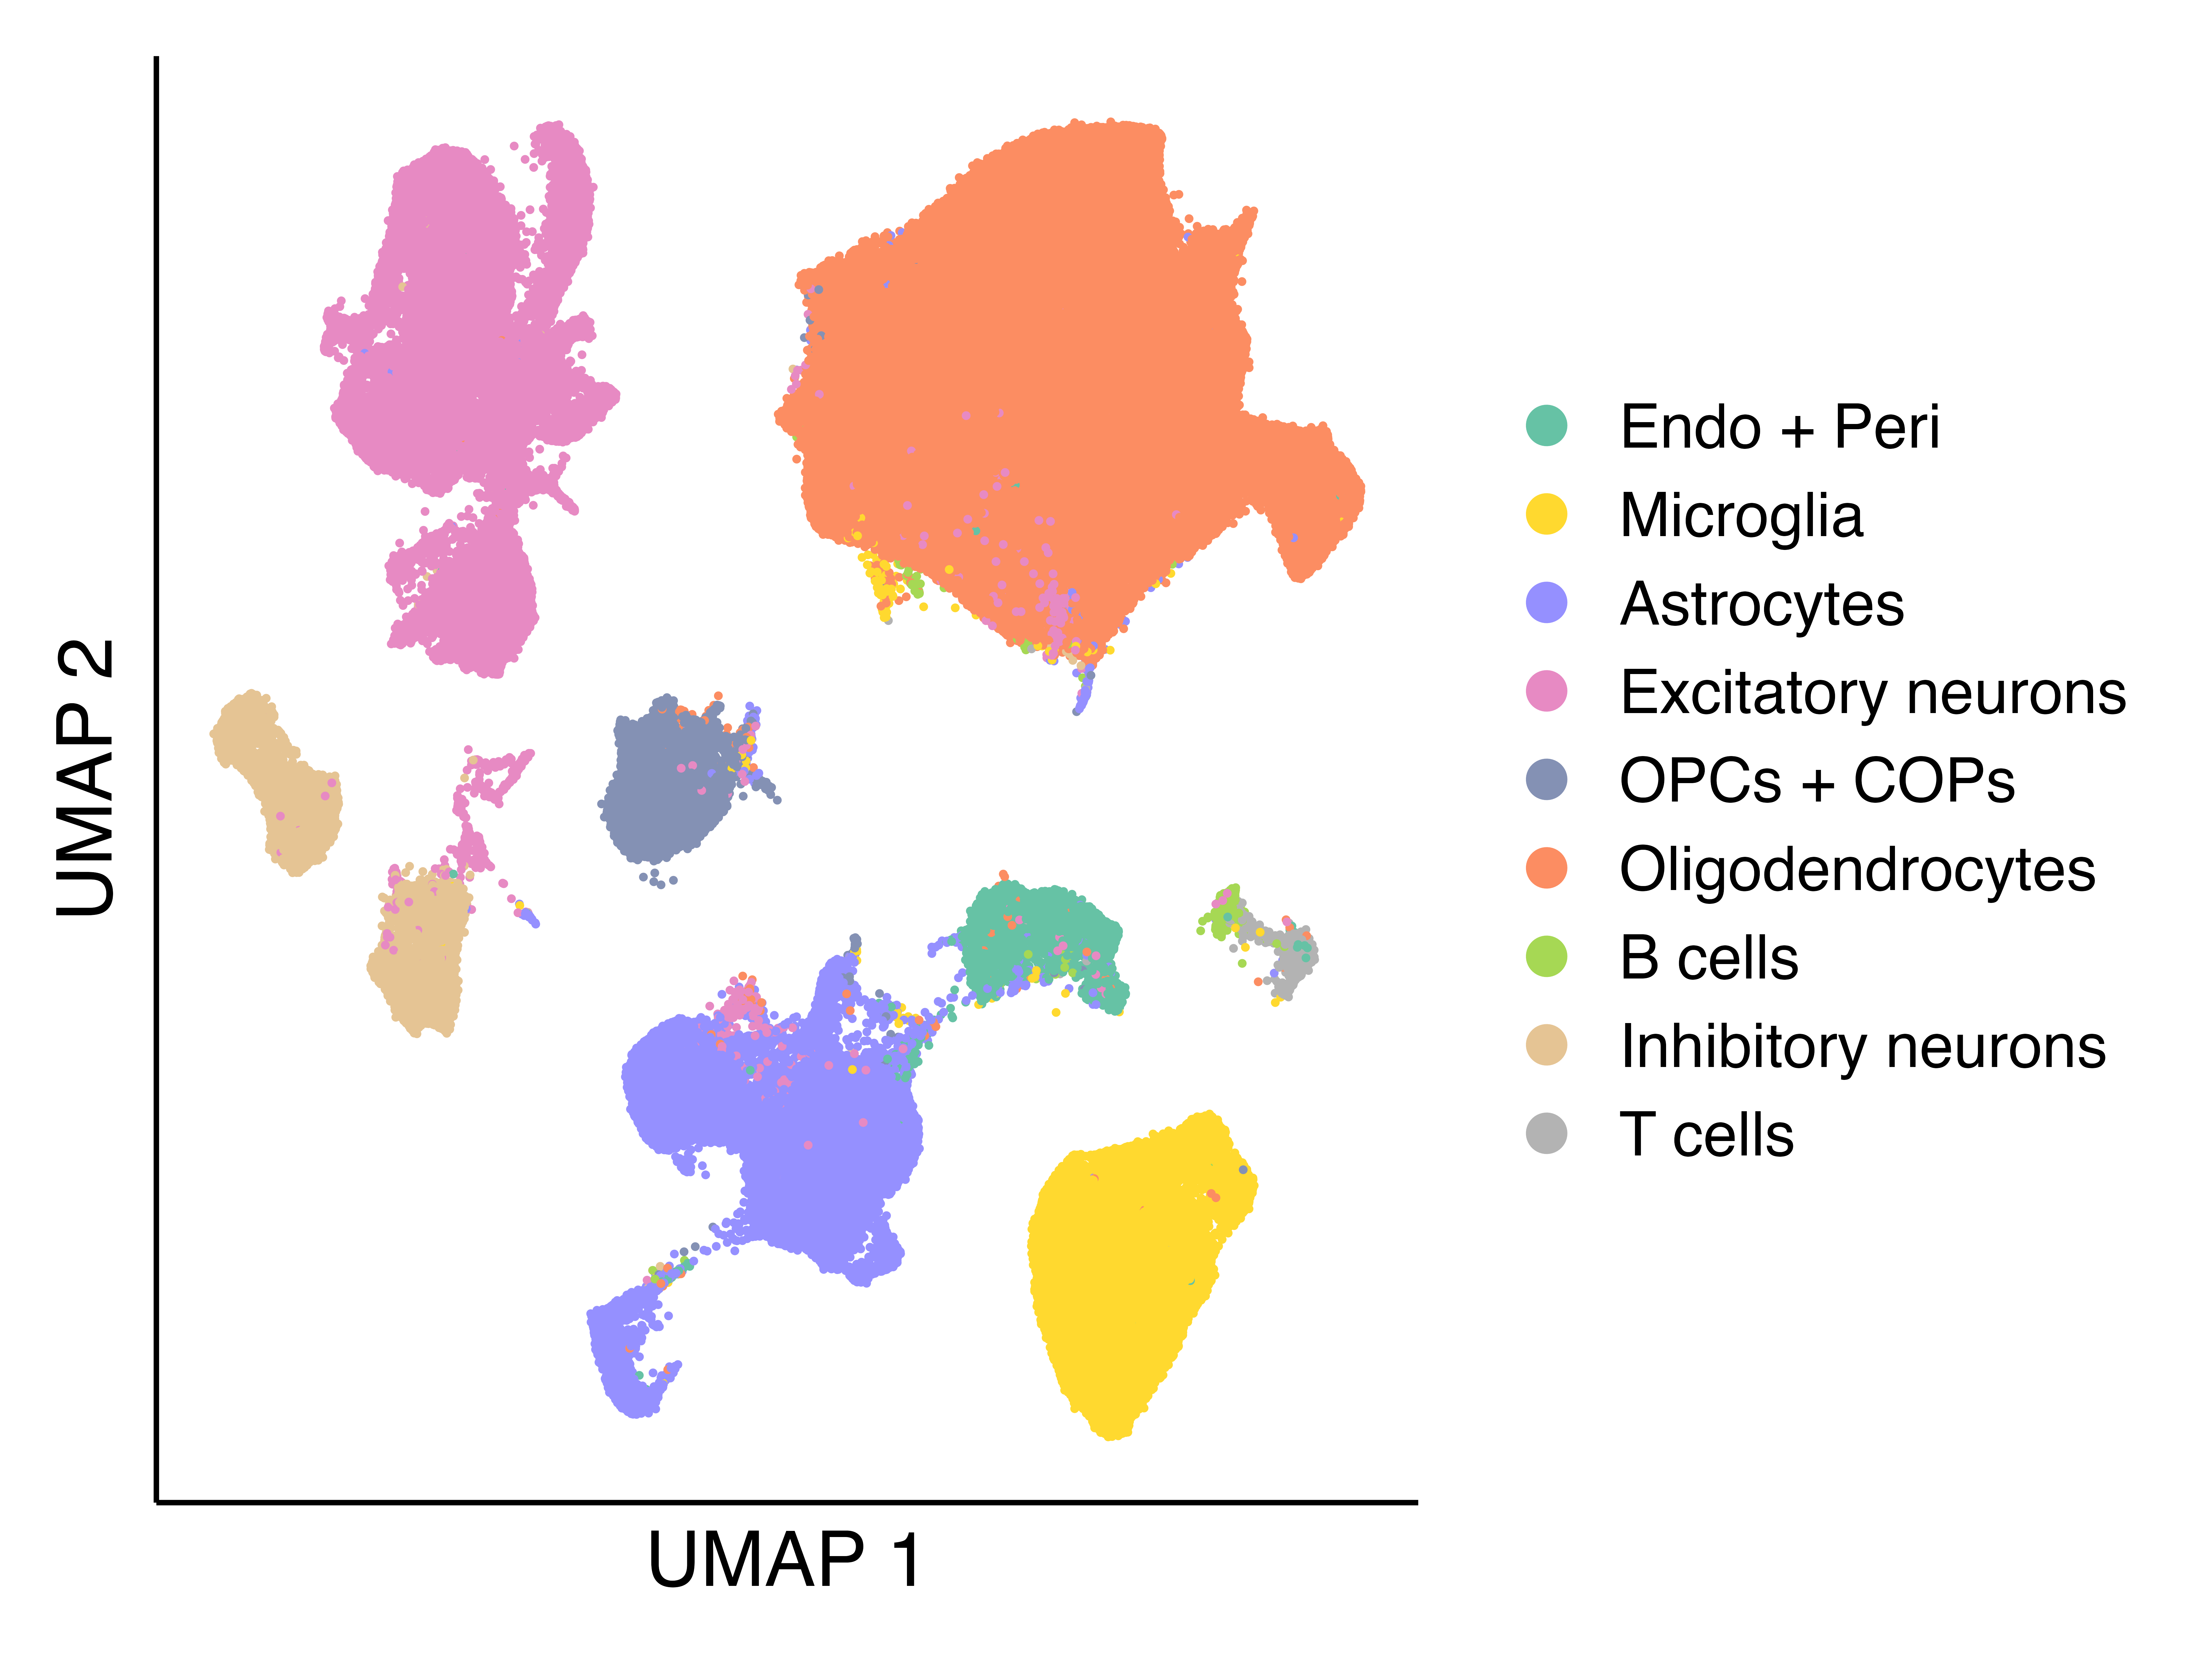 UMAP 2
UMAP 1
Endo + Peri
Microglia
Astrocytes
Excitatory neurons
OPCs + COPs
Oligodendrocytes
B cells
Inhibitory neurons
T cells